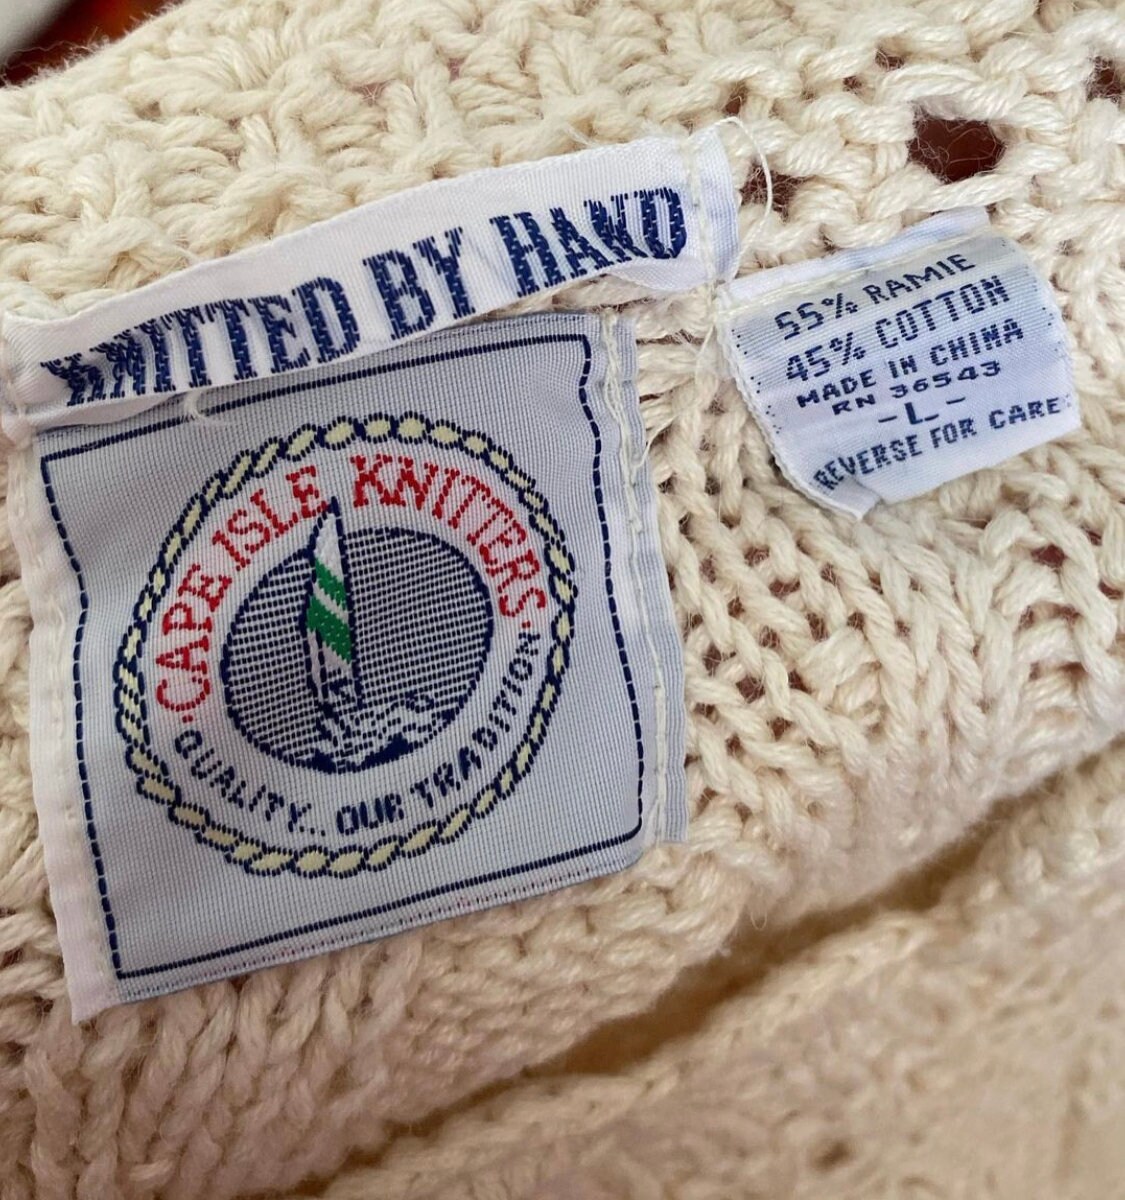 KNITTED BY HAND
CAPE ISLE KNITTERS
QUALITY... OUR TRADITION
55% RAMIE
45% COTTON
MADE IN CHINA
RN 36543
- L -
REVERSE FOR CARE